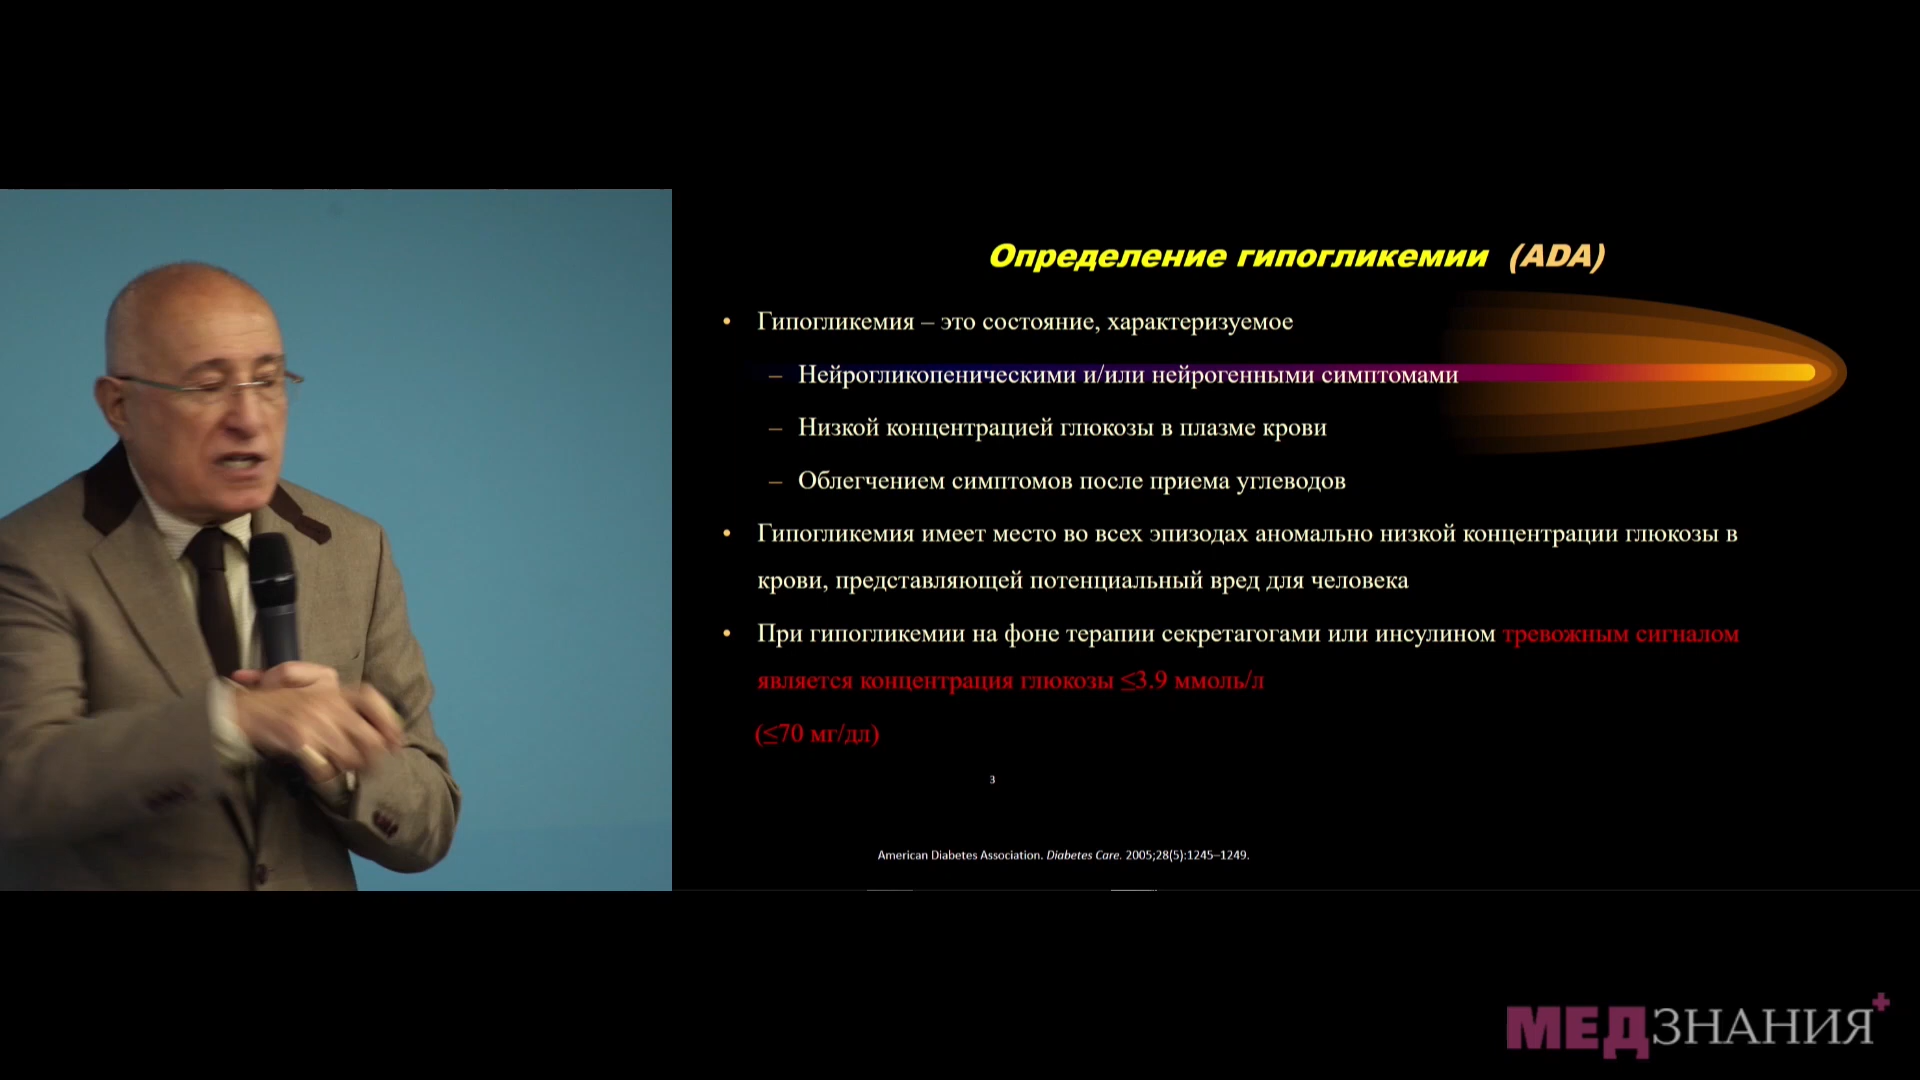 Определение гипогликемии (ADA)
• Гипогликемия – это состояние, характеризуемое
– Нейрогликопеническими и/или нейрогенными симптомами
– Низкой концентрацией глюкозы в плазме крови
– Облегчением симптомов после приема углеводов
• Гипогликемия имеет место во всех эпизодах аномально низкой концентрации глюкозы в
крови, представляющей потенциальный вред для человека
• При гипогликемии на фоне терапии секретагогами или инсулином тревожным сигналом
является концентрация глюкозы ≤3.9 ммоль/л
(≤70 мг/дл)
3
American Diabetes Association. Diabetes Care. 2005;28(5):1245–1249.
МЕДЗНАНИЯ+